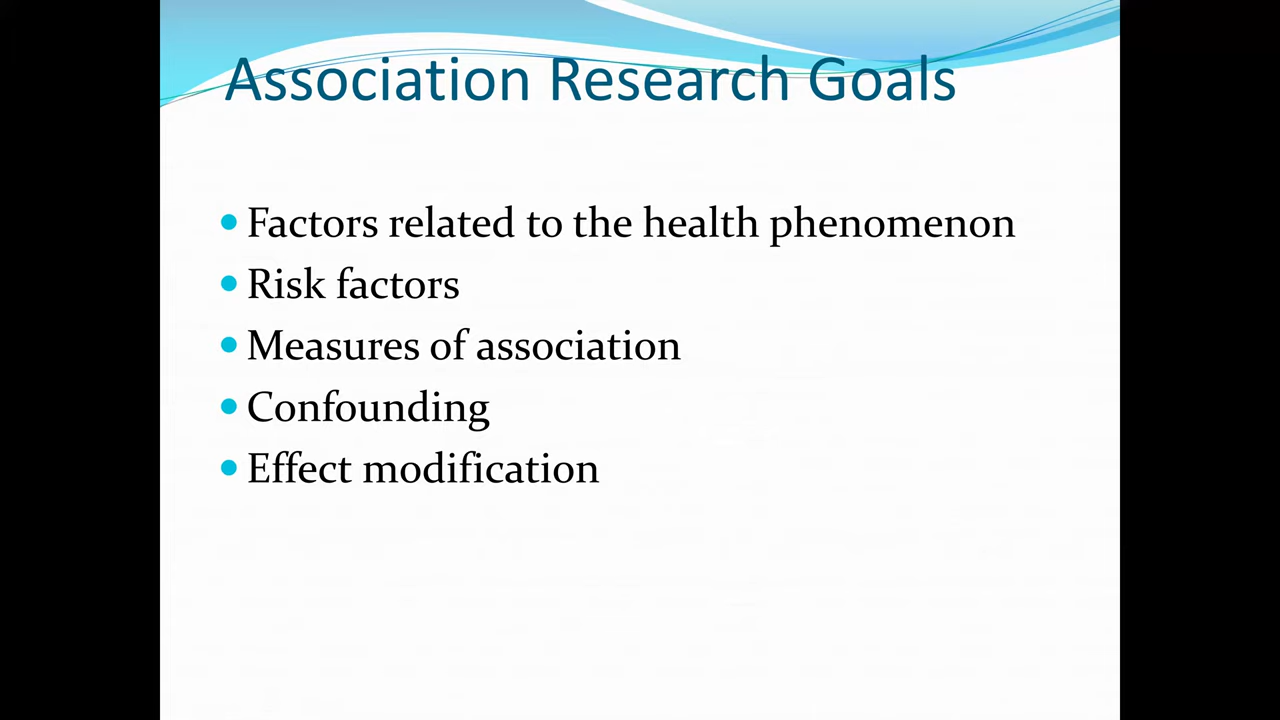 Association Research Goals
Factors related to the health phenomenon
Risk factors
Measures of association
Confounding
Effect modification